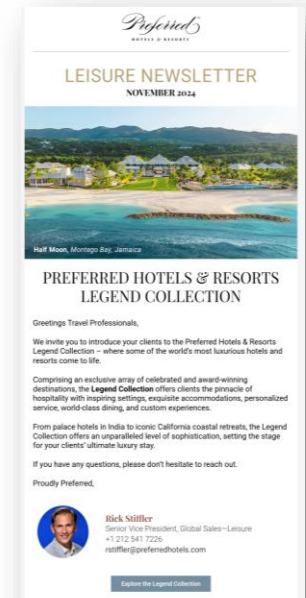 Preferred
HOTELS & RESORTS
LEISURE NEWSLETTER
NOVEMBER 2024
Half Moon, Montego Bay, Jamaica
PREFERRED HOTELS & RESORTS
LEGEND COLLECTION
Greetings Travel Professionals,
We invite you to introduce your clients to the Preferred Hotels & Resorts
Legend Collection – where some of the world's most luxurious hotels and
resorts come to life.
Comprising an exclusive array of celebrated and award-winning
destinations, the Legend Collection offers clients the pinnacle of
hospitality with inspiring settings, exquisite accommodations, personalized
service, world-class dining, and custom experiences.
From palace hotels in India to iconic California coastal retreats, the Legend
Collection offers an unparalleled level of sophistication, setting the stage
for your clients' ultimate luxury stay.
If you have any questions, please don't hesitate to reach out.
Proudly Preferred,
Rick Stiffler
Senior Vice President, Global Sales—Leisure
+1 212 541 7226
rstiffler@preferredhotels.com
Explore the Legend Collection